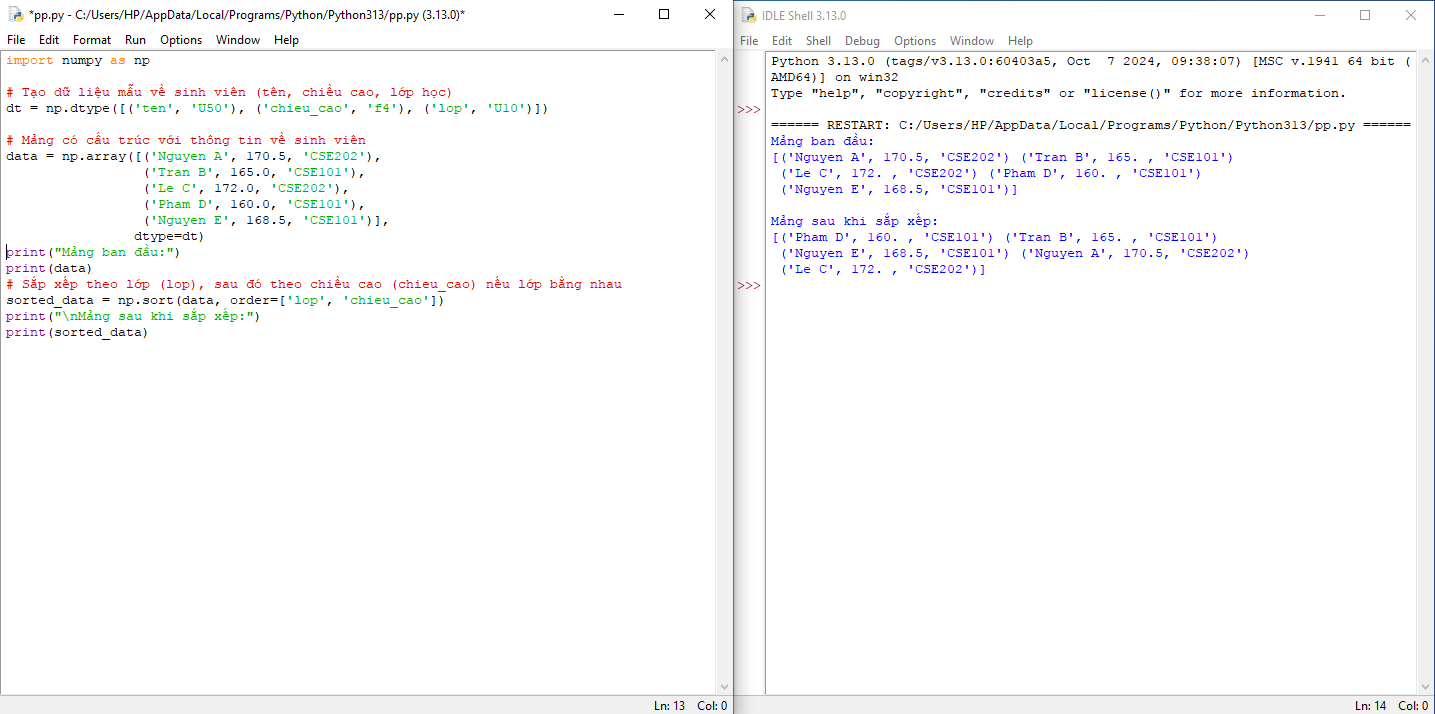 *pp.py - C:/Users/HP/AppData/Local/Programs/Python/Python313/pp.py (3.13.0)*
File Edit Format Run Options Window Help
import numpy as np
# Tạo dữ liệu mẫu về sinh viên (tên, chiều cao, lớp học)
dt = np.dtype([('ten', 'U50'), ('chieu_cao', 'f4'), ('lop', 'U10')])
# Mảng có cấu trúc với thông tin về sinh viên
data = np.array([('Nguyen A', 170.5, 'CSE202'),
('Tran B', 165.0, 'CSE101'),
('Le C', 172.0, 'CSE202'),
('Pham D', 160.0, 'CSE101'),
('Nguyen E', 168.5, 'CSE101')],
dtype=dt)
print("Mảng ban đầu:")
print(data)
# Sắp xếp theo lớp (lop), sau đó theo chiều cao (chieu_cao) nếu lớp bằng nhau
sorted_data = np.sort(data, order=['lop', 'chieu_cao'])
print("\nMảng sau khi sắp xếp:")
print(sorted_data)
Ln: 13 Col: 0
IDLE Shell 3.13.0
File Edit Shell Debug Options Window Help
Python 3.13.0 (tags/v3.13.0:60403a5, Oct  7 2024, 09:38:07) [MSC v.1941 64 bit (
AMD64)] on win32
Type "help", "copyright", "credits" or "license()" for more information.
>>>
====== RESTART: C:/Users/HP/AppData/Local/Programs/Python/Python313/pp.py ======
Mảng ban đầu:
[('Nguyen A', 170.5, 'CSE202') ('Tran B', 165. , 'CSE101')
('Le C', 172. , 'CSE202') ('Pham D', 160. , 'CSE101')
('Nguyen E', 168.5, 'CSE101')]
Mảng sau khi sắp xếp:
[('Pham D', 160. , 'CSE101') ('Tran B', 165. , 'CSE101')
('Nguyen E', 168.5, 'CSE101') ('Nguyen A', 170.5, 'CSE202')
('Le C', 172. , 'CSE202')]
>>>
Ln: 14 Col: 0